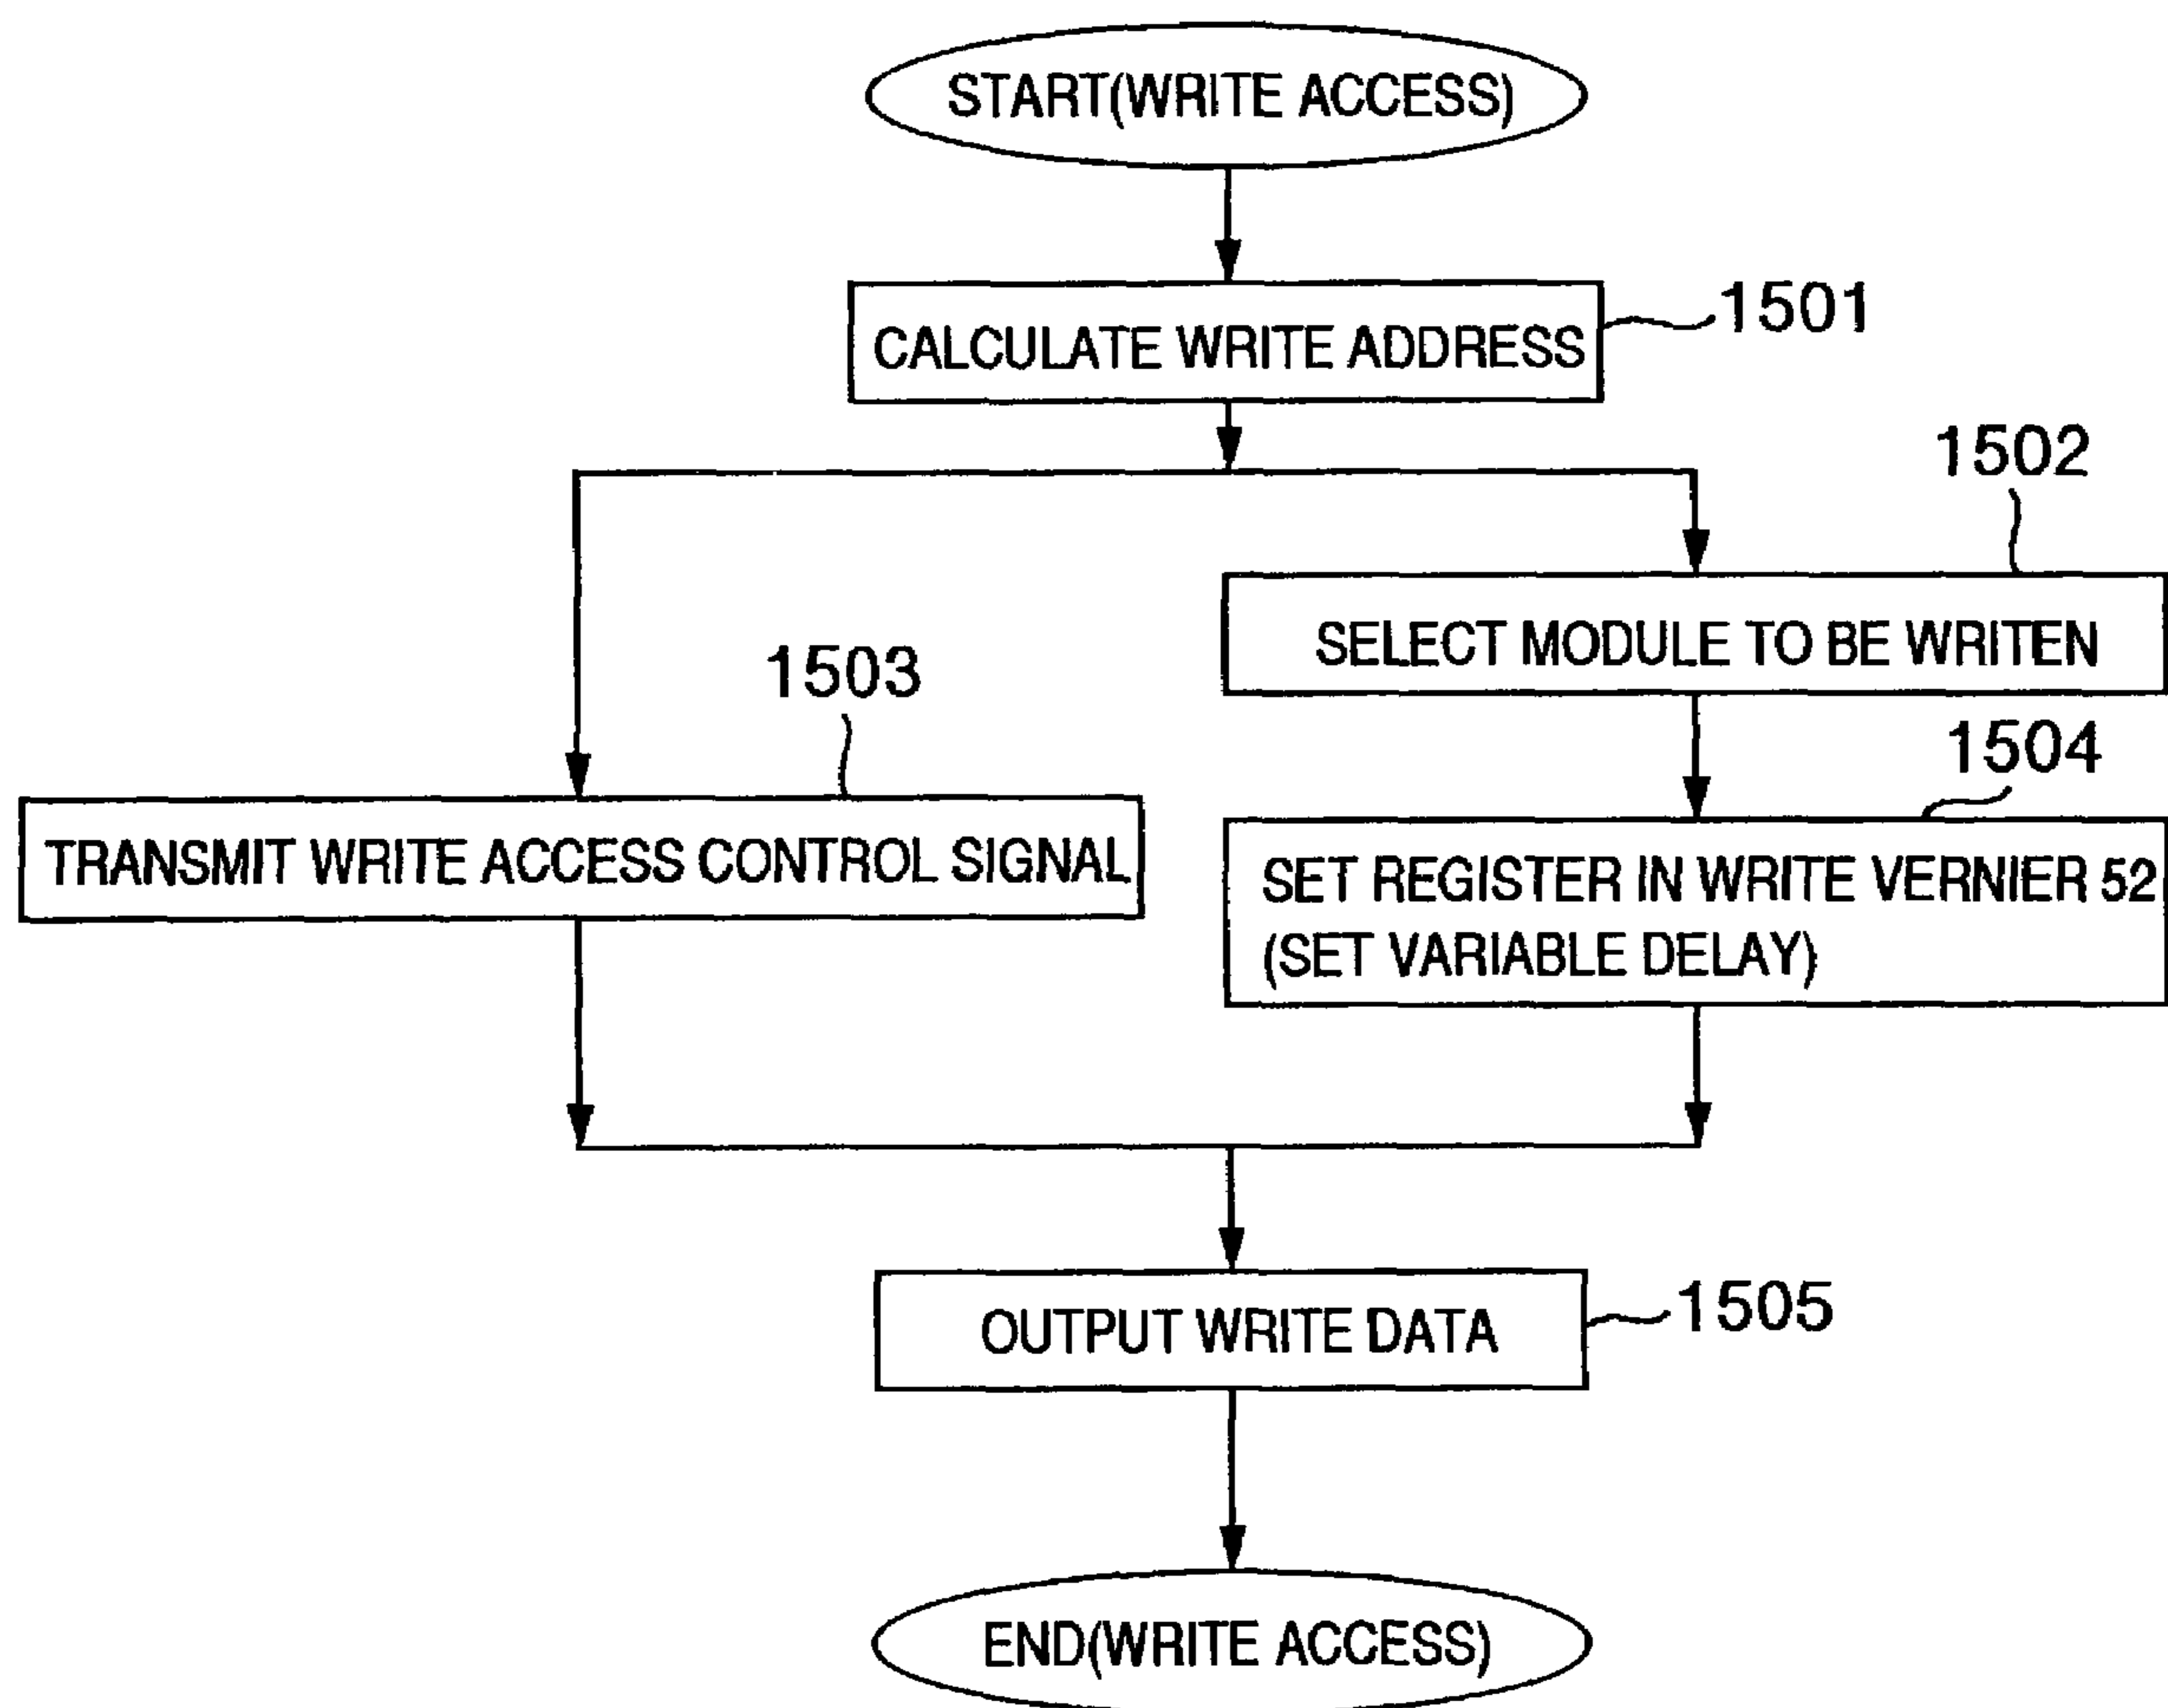 START(WRITE ACCESS)
CALCULATE WRITE ADDRESS
1501
1502
SELECT MODULE TO BE WRITEN
1503
TRANSMIT WRITE ACCESS CONTROL SIGNAL
1504
SET REGISTER IN WRITE VERNIER 52
(SET VARIABLE DELAY)
OUTPUT WRITE DATA
1505
END(WRITE ACCESS)